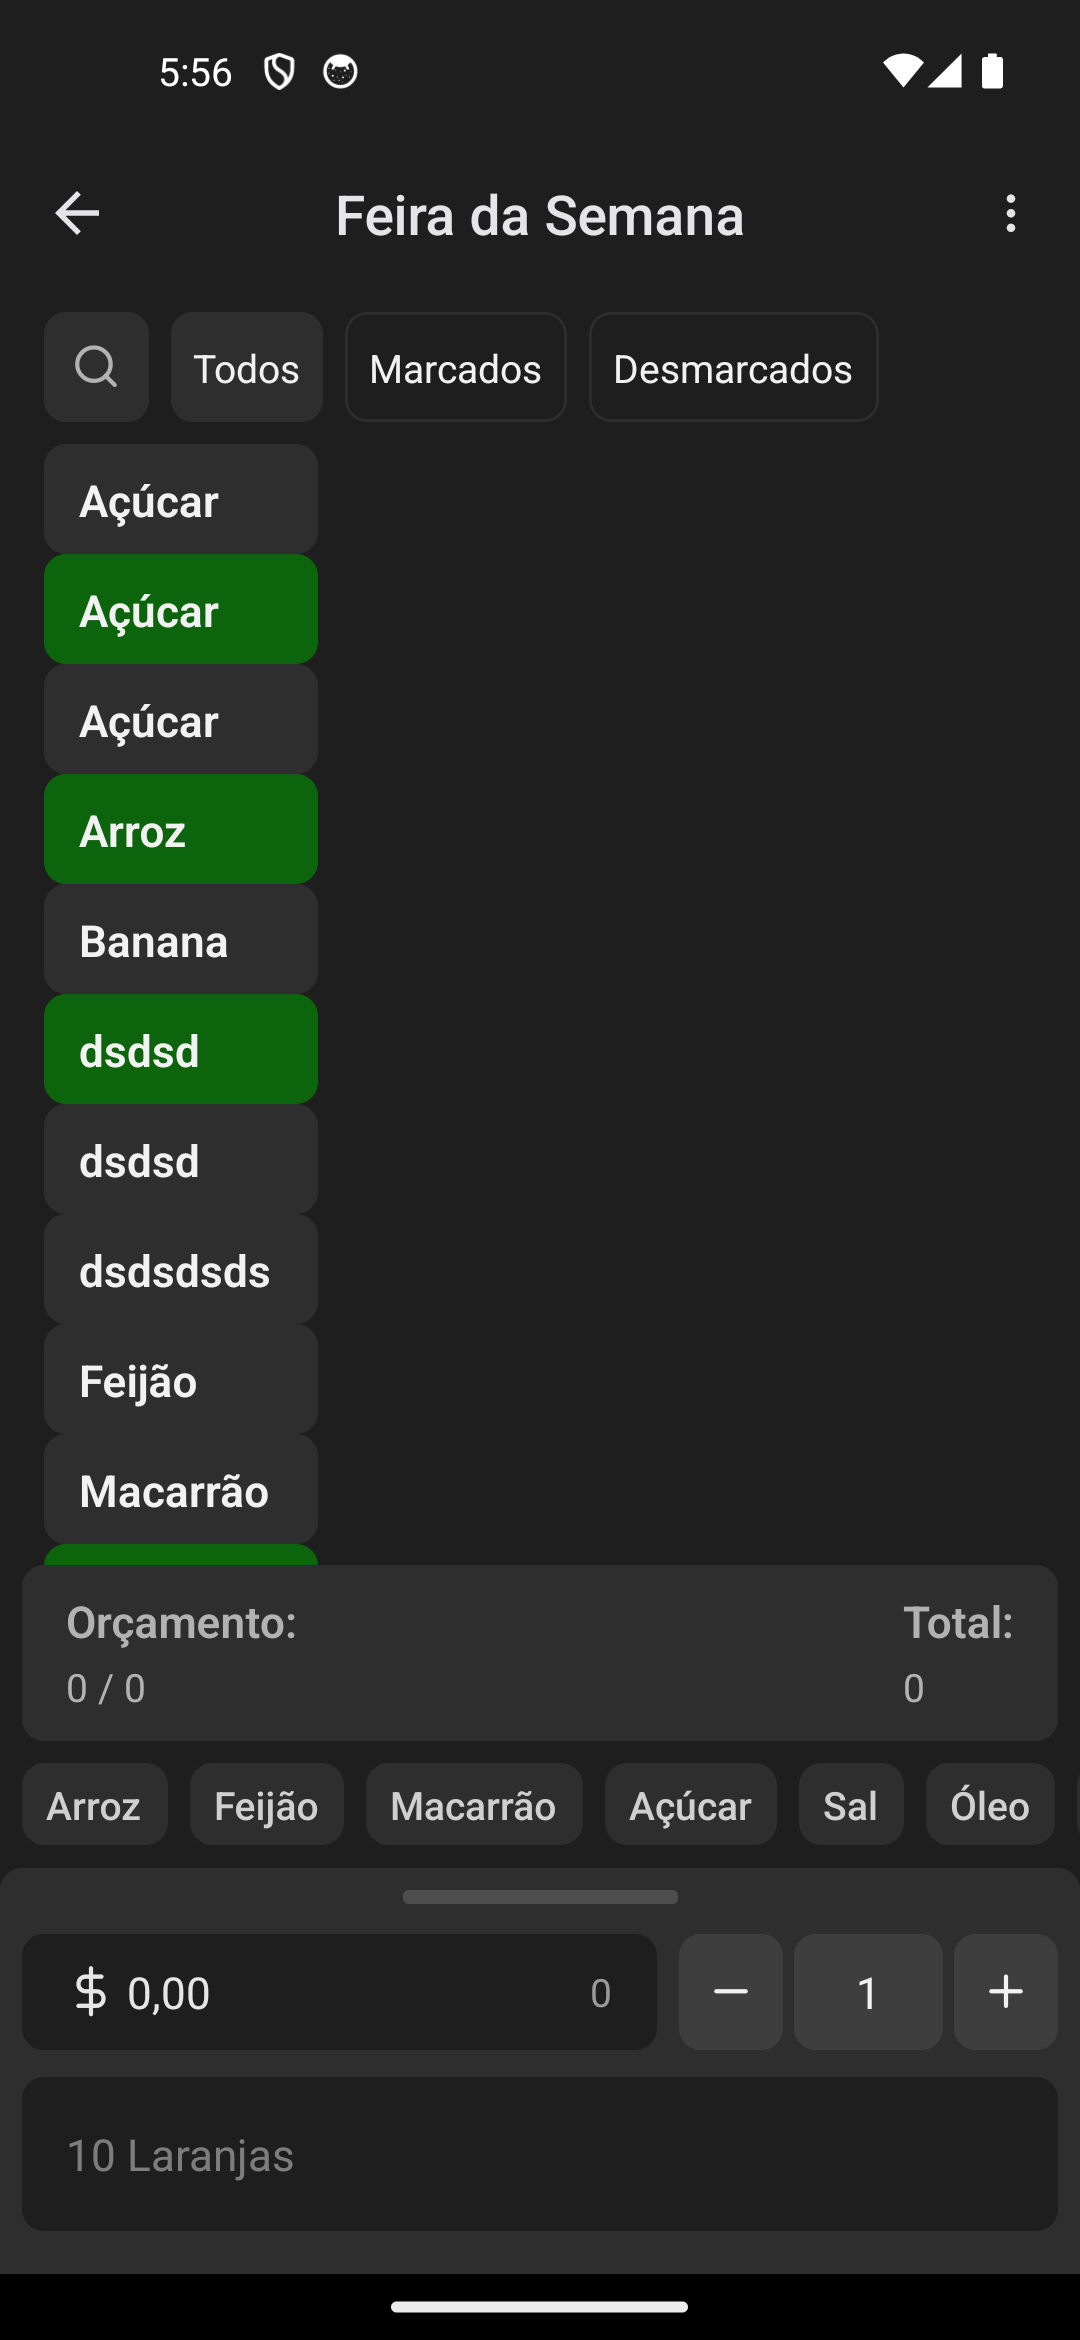 5:56
Feira da Semana
Todos Marcados Desmarcados
Açúcar
Açúcar
Açúcar
Arroz
Banana
dsdsd
dsdsd
dsdsdsds
Feijão
Macarrão
Orçamento: Total:
0 / 0 0
Arroz Feijão Macarrão Açúcar Sal Óleo
$ 0,00 0 − 1 +
10 Laranjas